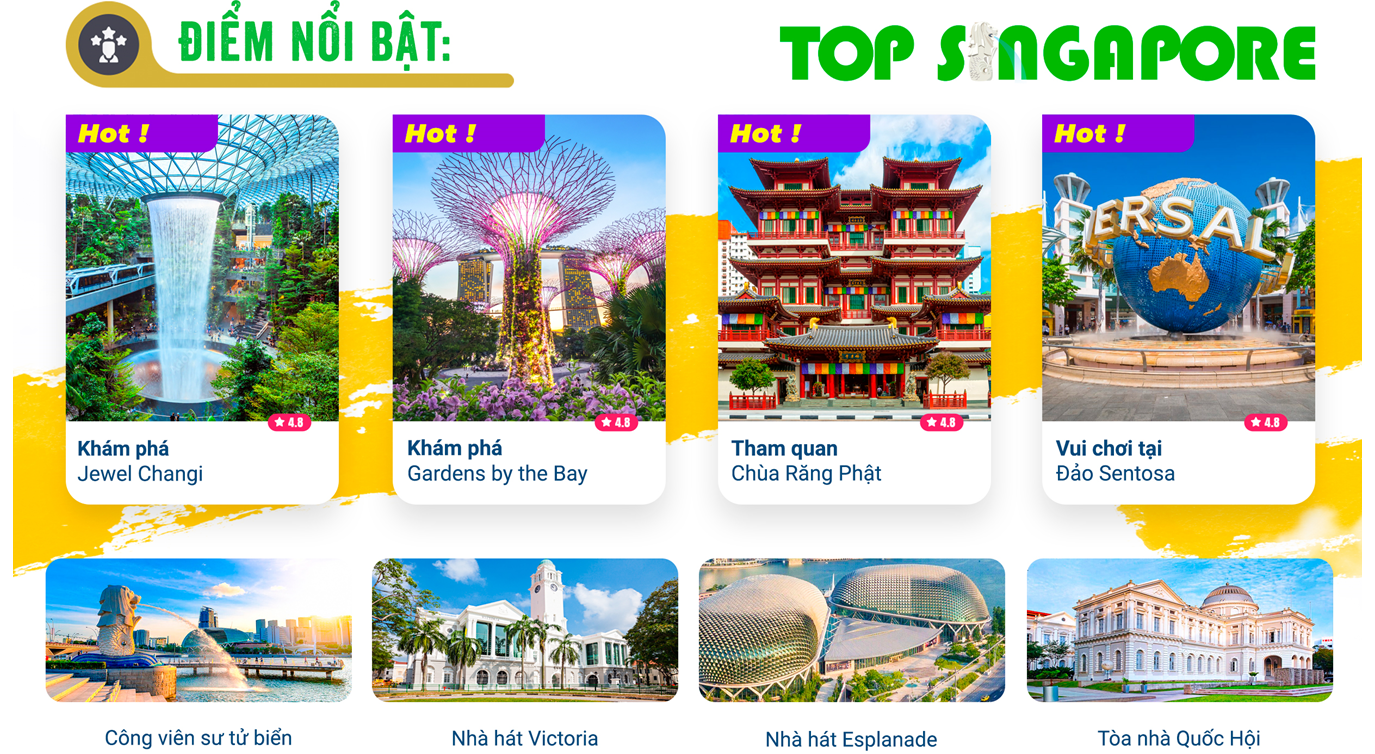 ĐIỂM NỔI BẬT:
TOP SINGAPORE
Hot !
Hot !
Hot !
Hot !
ERSAL
4.8
4.8
4.8
4.8
Khám phá
Jewel Changi
Khám phá
Gardens by the Bay
Tham quan
Chùa Răng Phật
Vui chơi tại
Đảo Sentosa
Công viên sư tử biển
Nhà hát Victoria
Nhà hát Esplanade
Tòa nhà Quốc Hội